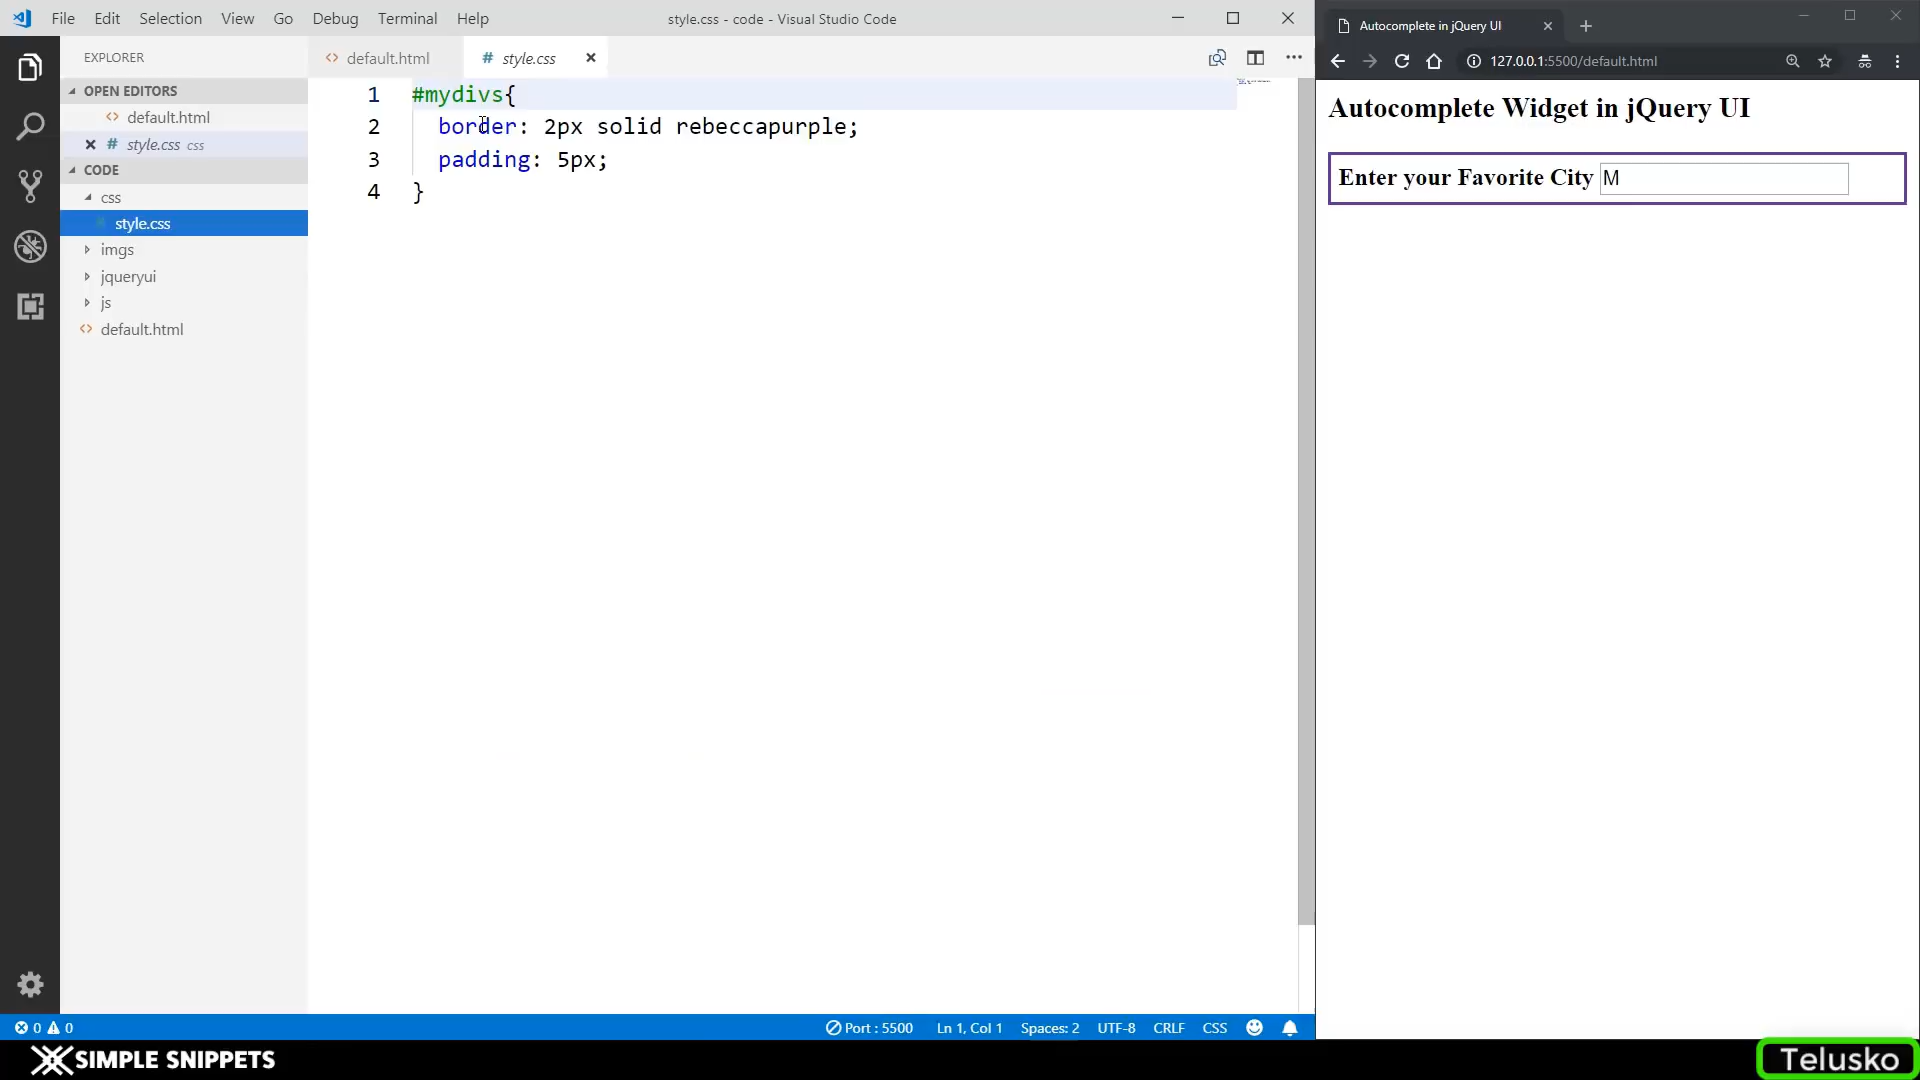 File Edit Selection View Go Debug Terminal Help
style.css - code - Visual Studio Code
EXPLORER
OPEN EDITORS
default.html
style.css css
CODE
css
style.css
imgs
jqueryui
js
default.html
default.html
style.css
1 #mydivs{
2 border: 2px solid rebeccapurple;
3 padding: 5px;
4 }
0 0
Port : 5500 Ln 1, Col 1 Spaces: 2 UTF-8 CRLF CSS
Autocomplete in jQuery UI
127.0.0.1:5500/default.html
Autocomplete Widget in jQuery UI
Enter your Favorite City M
SIMPLE SNIPPETS
Telusko